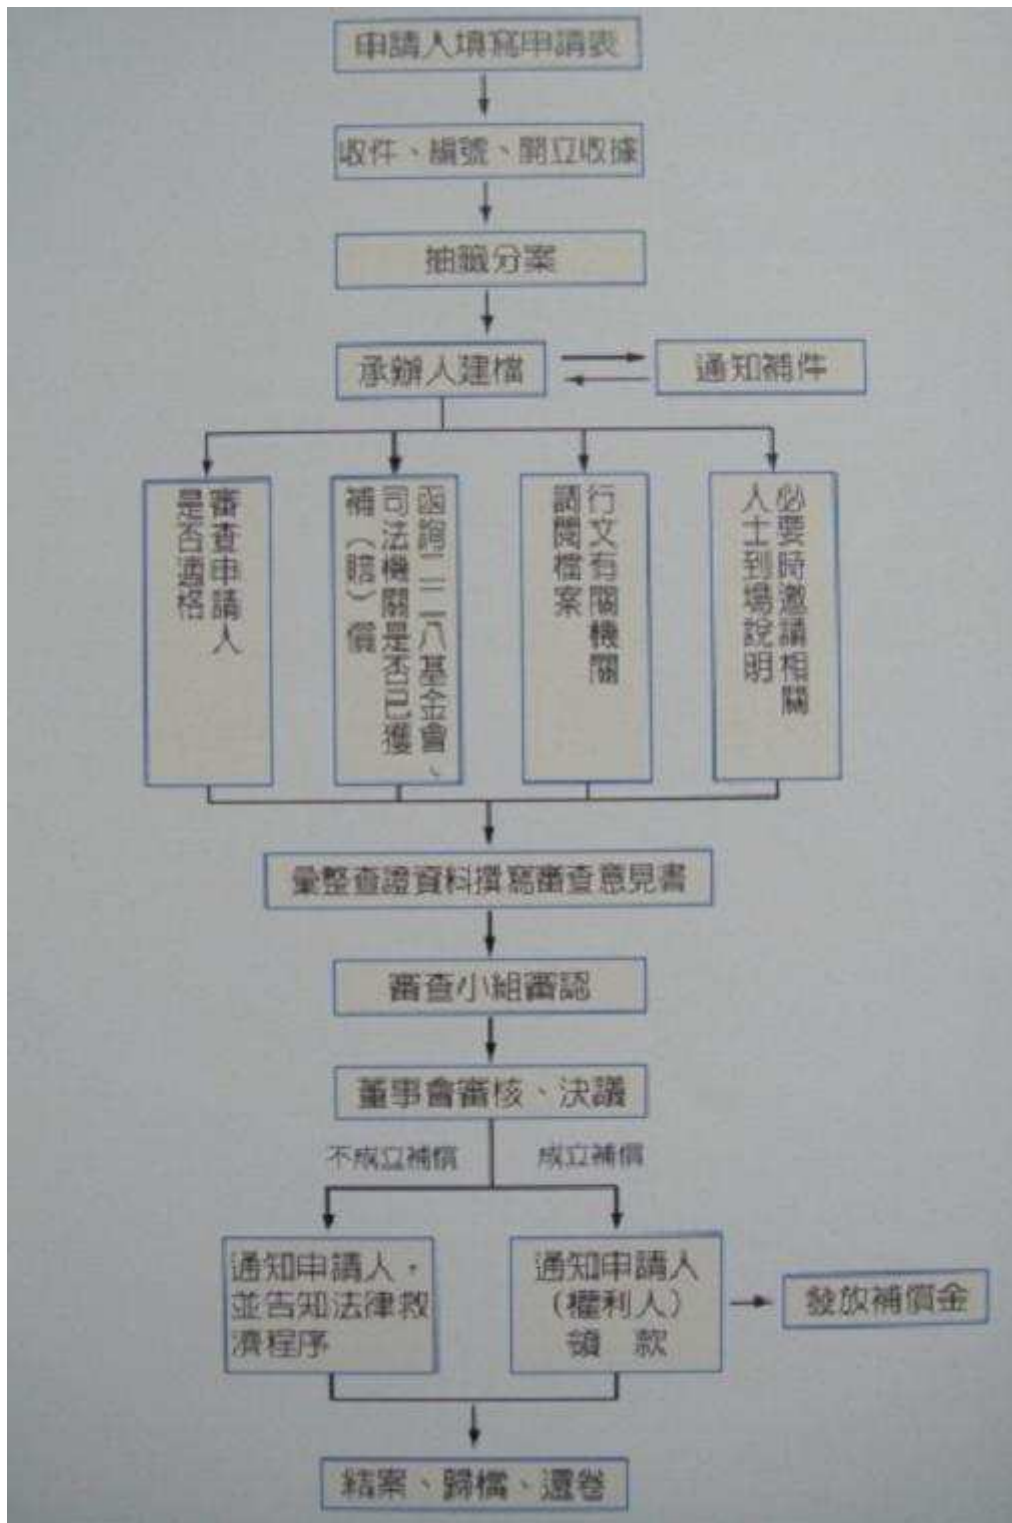 申請人填寫申請表
收件、編號、開立收據
抽籤分案
承辦人建檔
通知補件
審查申請人
是否適格
函詢二二八基金會、
司法機關是否已獲
補（賠）償
行文有關機關
調閱檔案
必要時邀請相關
人士到場說明
彙整查證資料撰寫審查意見書
審查小組審認
董事會審核、決議
不成立補償
成立補償
通知申請人，
並告知法律救
濟程序
通知申請人
（權利人）
領　款
發放補償金
結案、歸檔、還卷